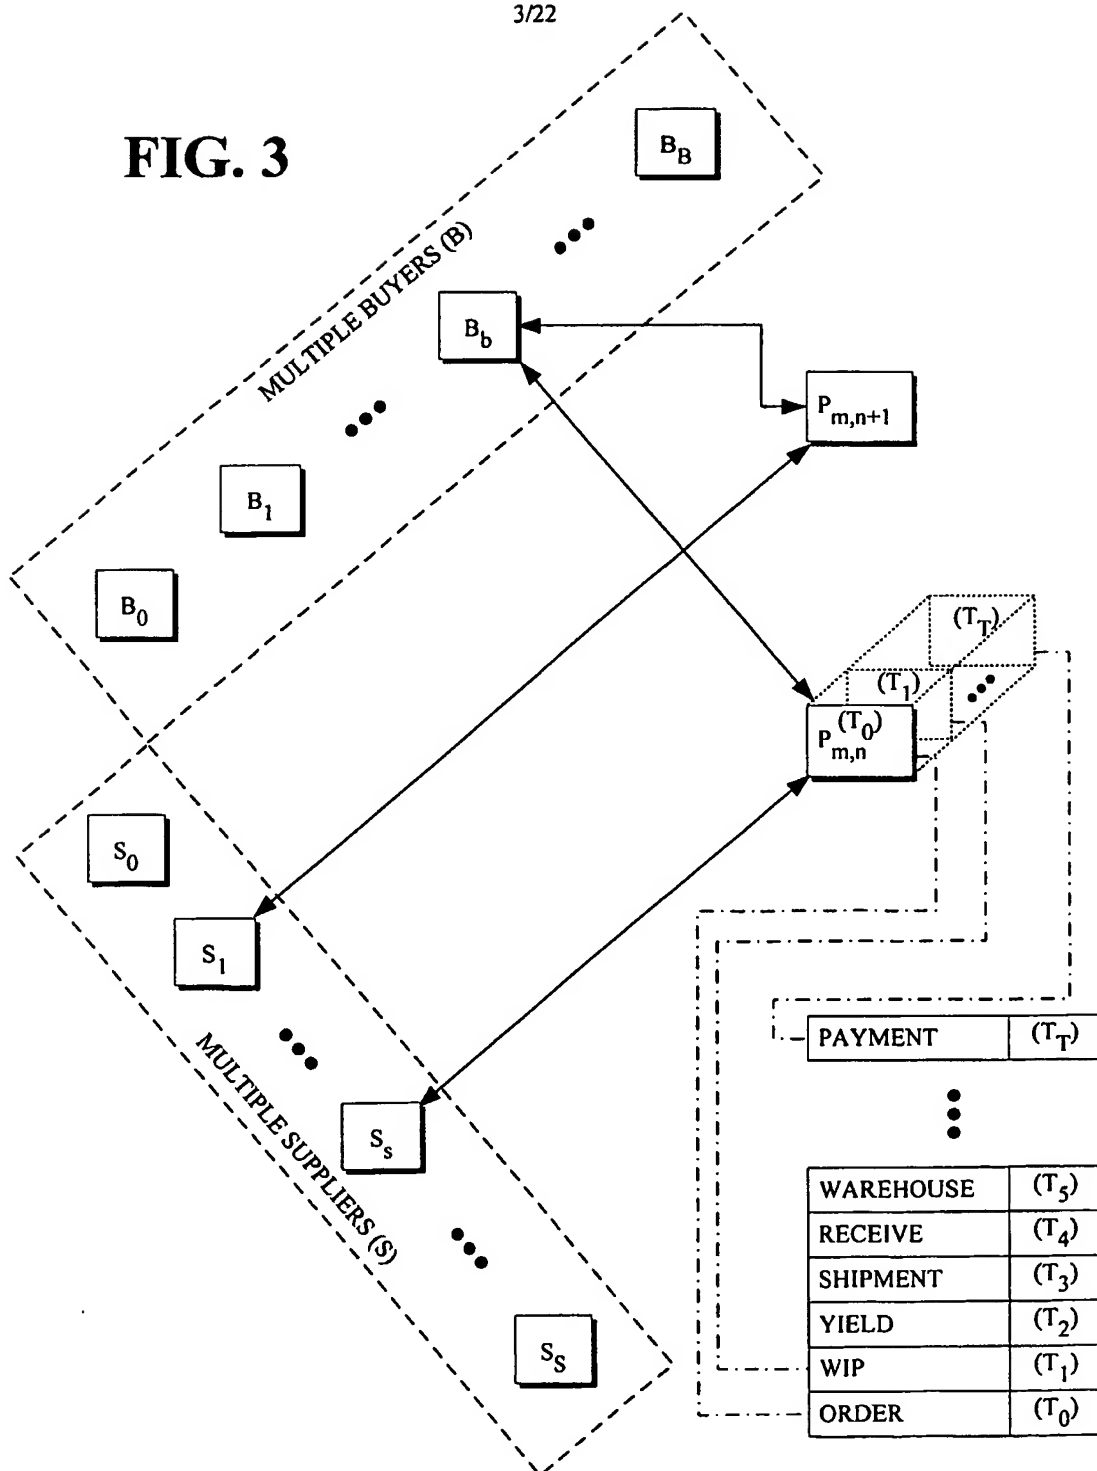 3/22
FIG. 3
B_B
MULTIPLE BUYERS (B)
B_b
P_m,n+1
B_1
B_0
(T_T)
(T_1)
(T_0)
P_m,n
S_0
S_1
MULTIPLE SUPPLIERS (S)
S_s
S_S
PAYMENT (T_T)
WAREHOUSE (T_5)
RECEIVE (T_4)
SHIPMENT (T_3)
YIELD (T_2)
WIP (T_1)
ORDER (T_0)